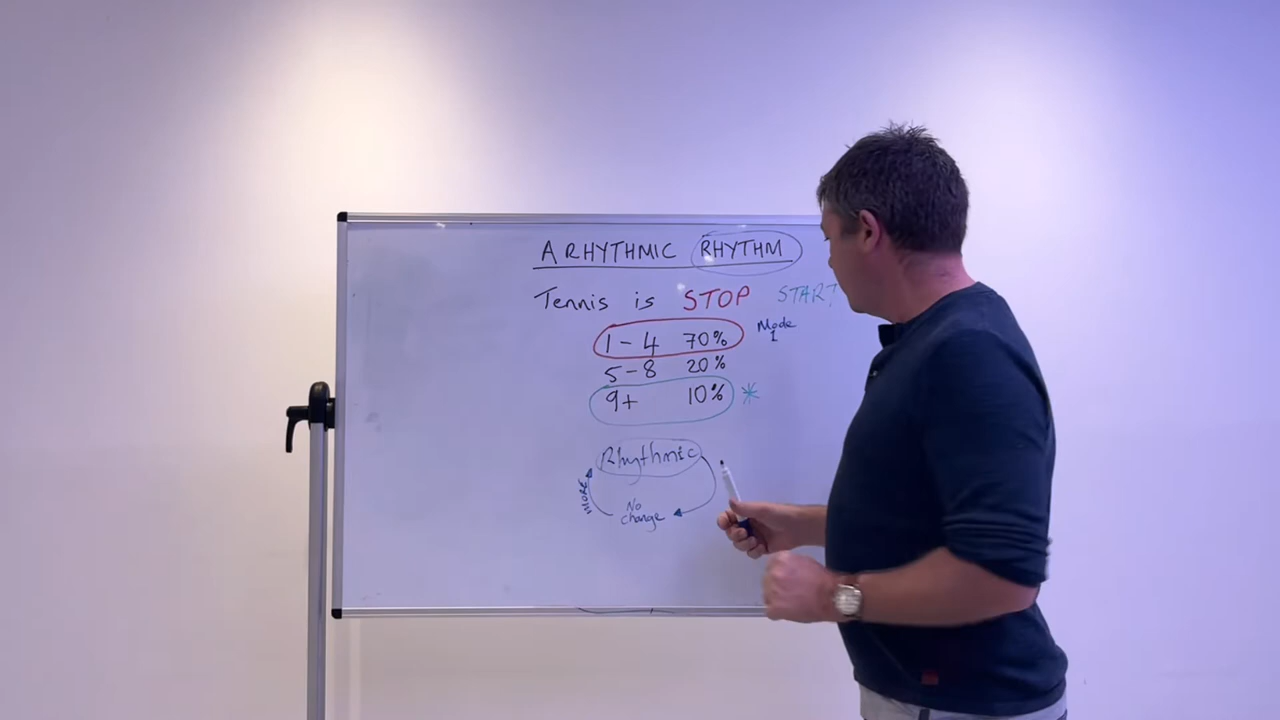 ARHYTHMIC RHYTHM
Tennis is STOP START
1-4 70% Mode 1
5-8 20%
9+ 10% *
Rhythmic
MORE
No
change